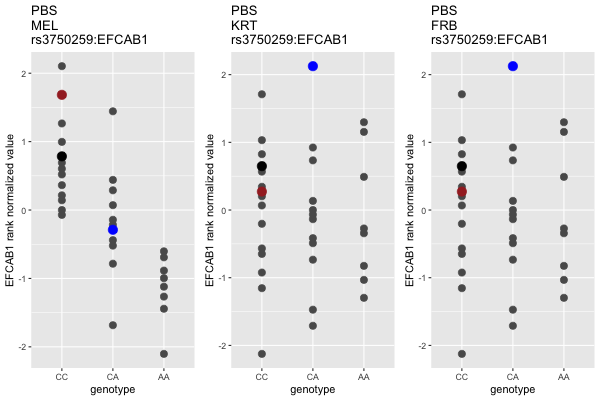 PBS
MEL
rs3750259:EFCAB1
EFCAB1 rank normalized value
2
1
0
-1
-2
CC CA AA
genotype
PBS
KRT
rs3750259:EFCAB1
EFCAB1 rank normalized value
2
1
0
-1
-2
CC CA AA
genotype
PBS
FRB
rs3750259:EFCAB1
EFCAB1 rank normalized value
2
1
0
-1
-2
CC CA AA
genotype